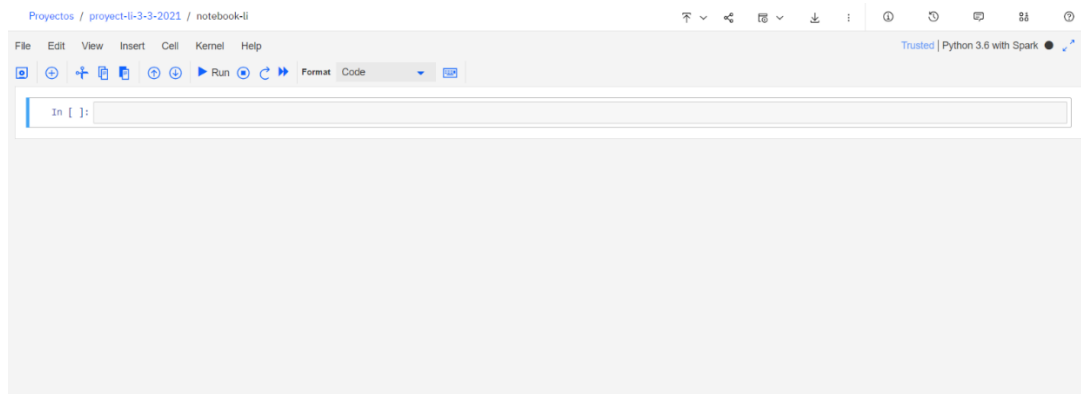 Proyectos / proyect-li-3-3-2021 / notebook-li
File Edit View Insert Cell Kernel Help
Trusted | Python 3.6 with Spark
Run Format Code
In [ ]: